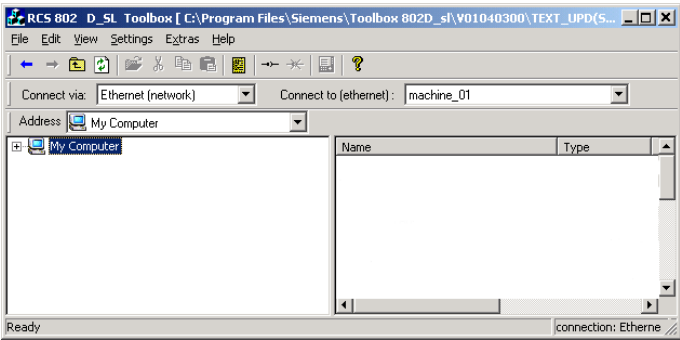 RCS 802 D_SL Toolbox [ C:\Program Files\Siemens\Toolbox 802D_sl\V01040300\TEXT_UPD(S...
File Edit View Settings Extras Help
Connect via: Ethernet (network) Connect to (ethernet) : machine_01
Address My Computer
My Computer
Name Type
Ready connection: Etherne